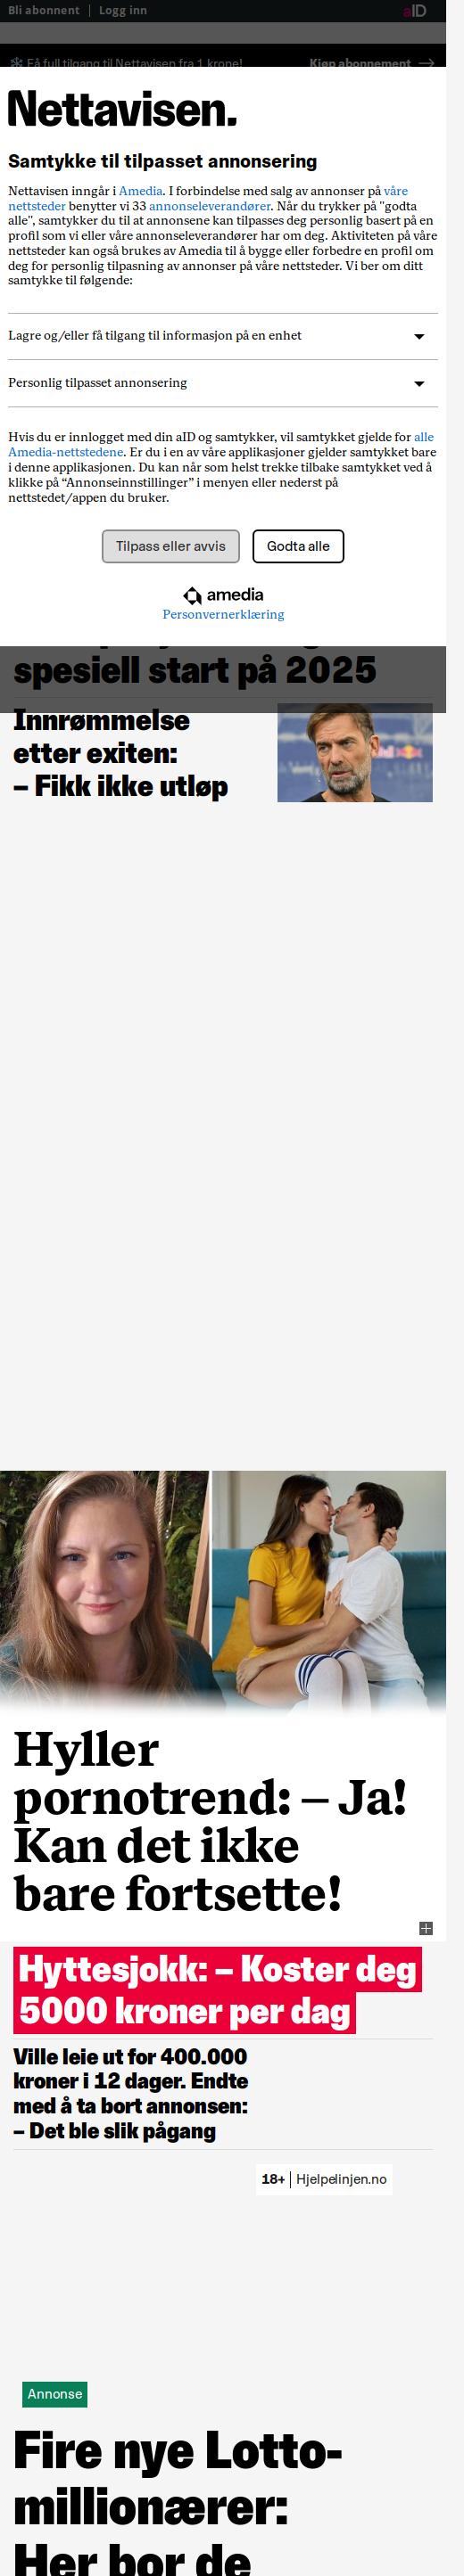 Bli abonnent | Logg inn
aID
Få full tilgang til Nettavisen fra 1 krone!
Kjøp abonnement
Nettavisen.
Samtykke til tilpasset annonsering
Nettavisen inngår i Amedia. I forbindelse med salg av annonser på våre
nettsteder benytter vi 33 annonseleverandører. Når du trykker på "godta
alle", samtykker du til at annonsene kan tilpasses deg personlig basert på en
profil som vi eller våre annonseleverandører har om deg. Aktiviteten på våre
nettsteder kan også brukes av Amedia til å bygge eller forbedre en profil om
deg for personlig tilpasning av annonser på våre nettsteder. Vi ber om ditt
samtykke til følgende:
Lagre og/eller få tilgang til informasjon på en enhet
Personlig tilpasset annonsering
Hvis du er innlogget med din aID og samtykker, vil samtykket gjelde for alle
Amedia-nettstedene. Er du i en av våre applikasjoner gjelder samtykket bare
i denne applikasjonen. Du kan når som helst trekke tilbake samtykket ved å
klikke på “Annonseinnstillinger” i menyen eller nederst på
nettstedet/appen du bruker.
Tilpass eller avvis
Godta alle
amedia
Personvernerklæring
spesiell start på 2025
Innrømmelse
etter exiten:
– Fikk ikke utløp
Hyller
pornotrend: – Ja!
Kan det ikke
bare fortsette!
Hyttesjokk: – Koster deg
5000 kroner per dag
Ville leie ut for 400.000
kroner i 12 dager. Endte
med å ta bort annonsen:
– Det ble slik pågang
18+ | Hjelpelinjen.no
Annonse
Fire nye Lotto-
millionærer:
Her bor de